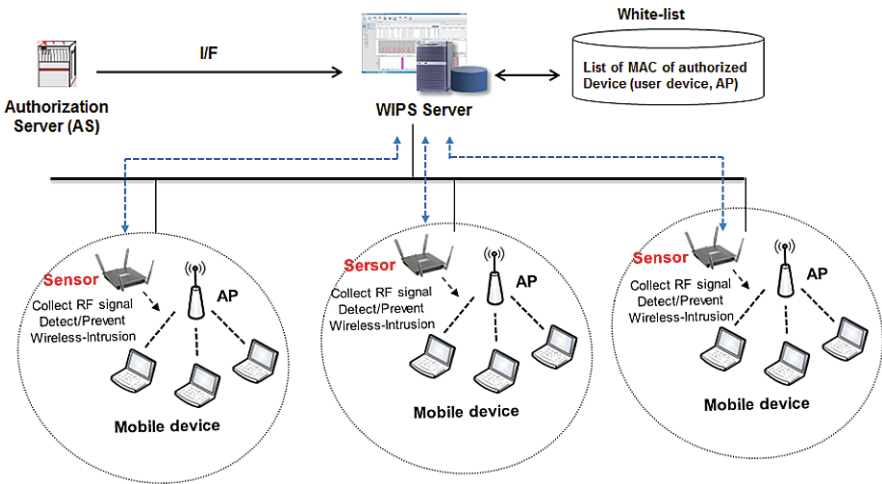 White-list
I/F
List of MAC of authorized
Device (user device, AP)
Authorization
Server (AS)
WIPS Server
Sensor
AP
Collect RF signal
Detect/Prevent
Wireless-Intrusion
Mobile device
Sersor
AP
Collect RF signal
Detect/Prevent
Wireless-Intrusion
Mobile device
Sensor
AP
Collect RF signal
Detect/Prevent
Wireless-Intrusion
Mobile device